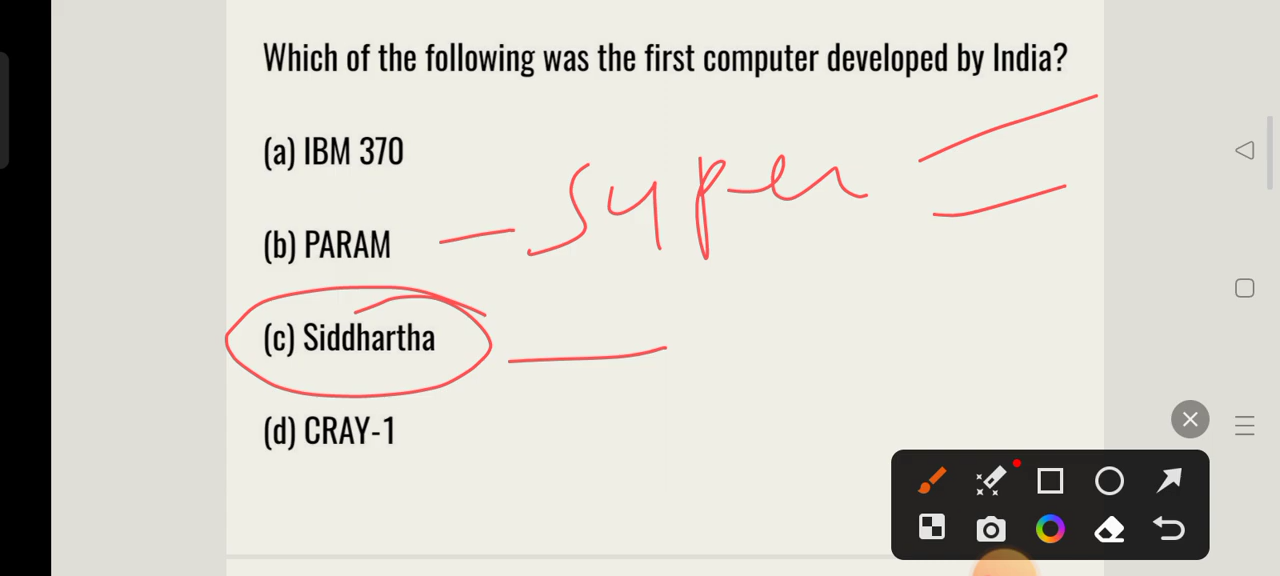 Which of the following was the first computer developed by India?
(a) IBM 370
(b) PARAM – Super
(c) Siddhartha
(d) CRAY-1